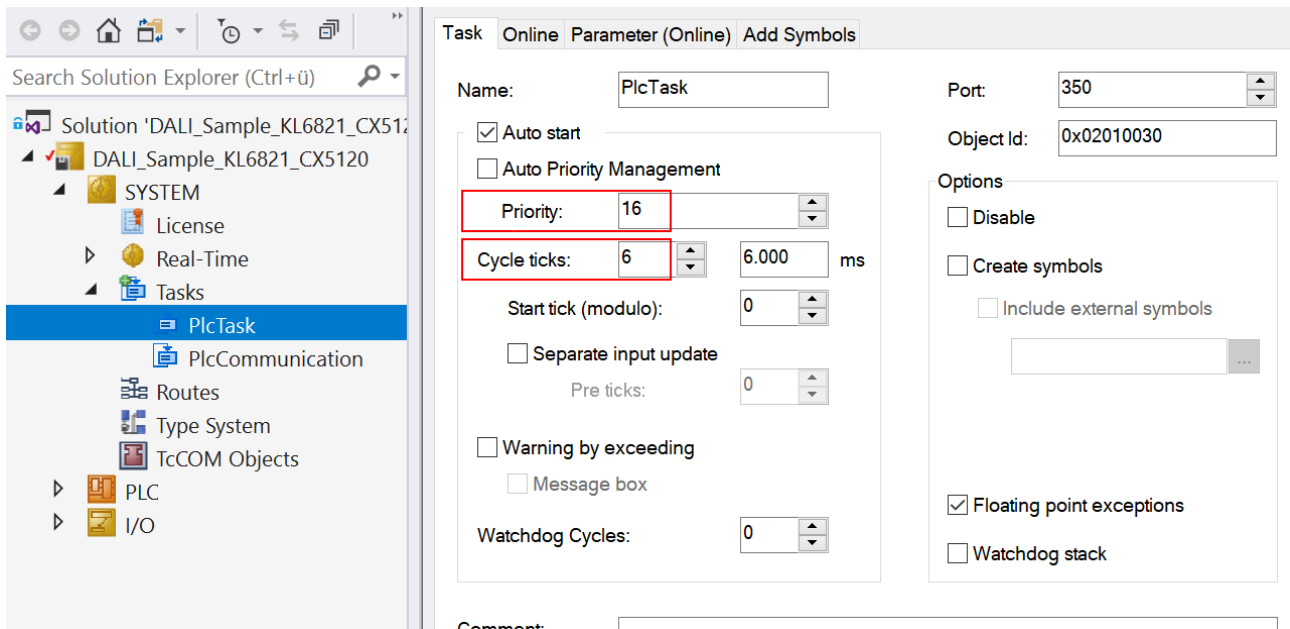 Search Solution Explorer (Ctrl+ü)
Solution 'DALI_Sample_KL6821_CX512
DALI_Sample_KL6821_CX5120
SYSTEM
License
Real-Time
Tasks
PlcTask
PlcCommunication
Routes
Type System
TcCOM Objects
PLC
I/O
Task Online Parameter (Online) Add Symbols
Name: PlcTask
Auto start
Auto Priority Management
Priority: 16
Cycle ticks: 6 6.000 ms
Start tick (modulo): 0
Separate input update
Pre ticks: 0
Warning by exceeding
Message box
Watchdog Cycles: 0
Port: 350
Object Id: 0x02010030
Options
Disable
Create symbols
Include external symbols
...
Floating point exceptions
Watchdog stack
Comment: